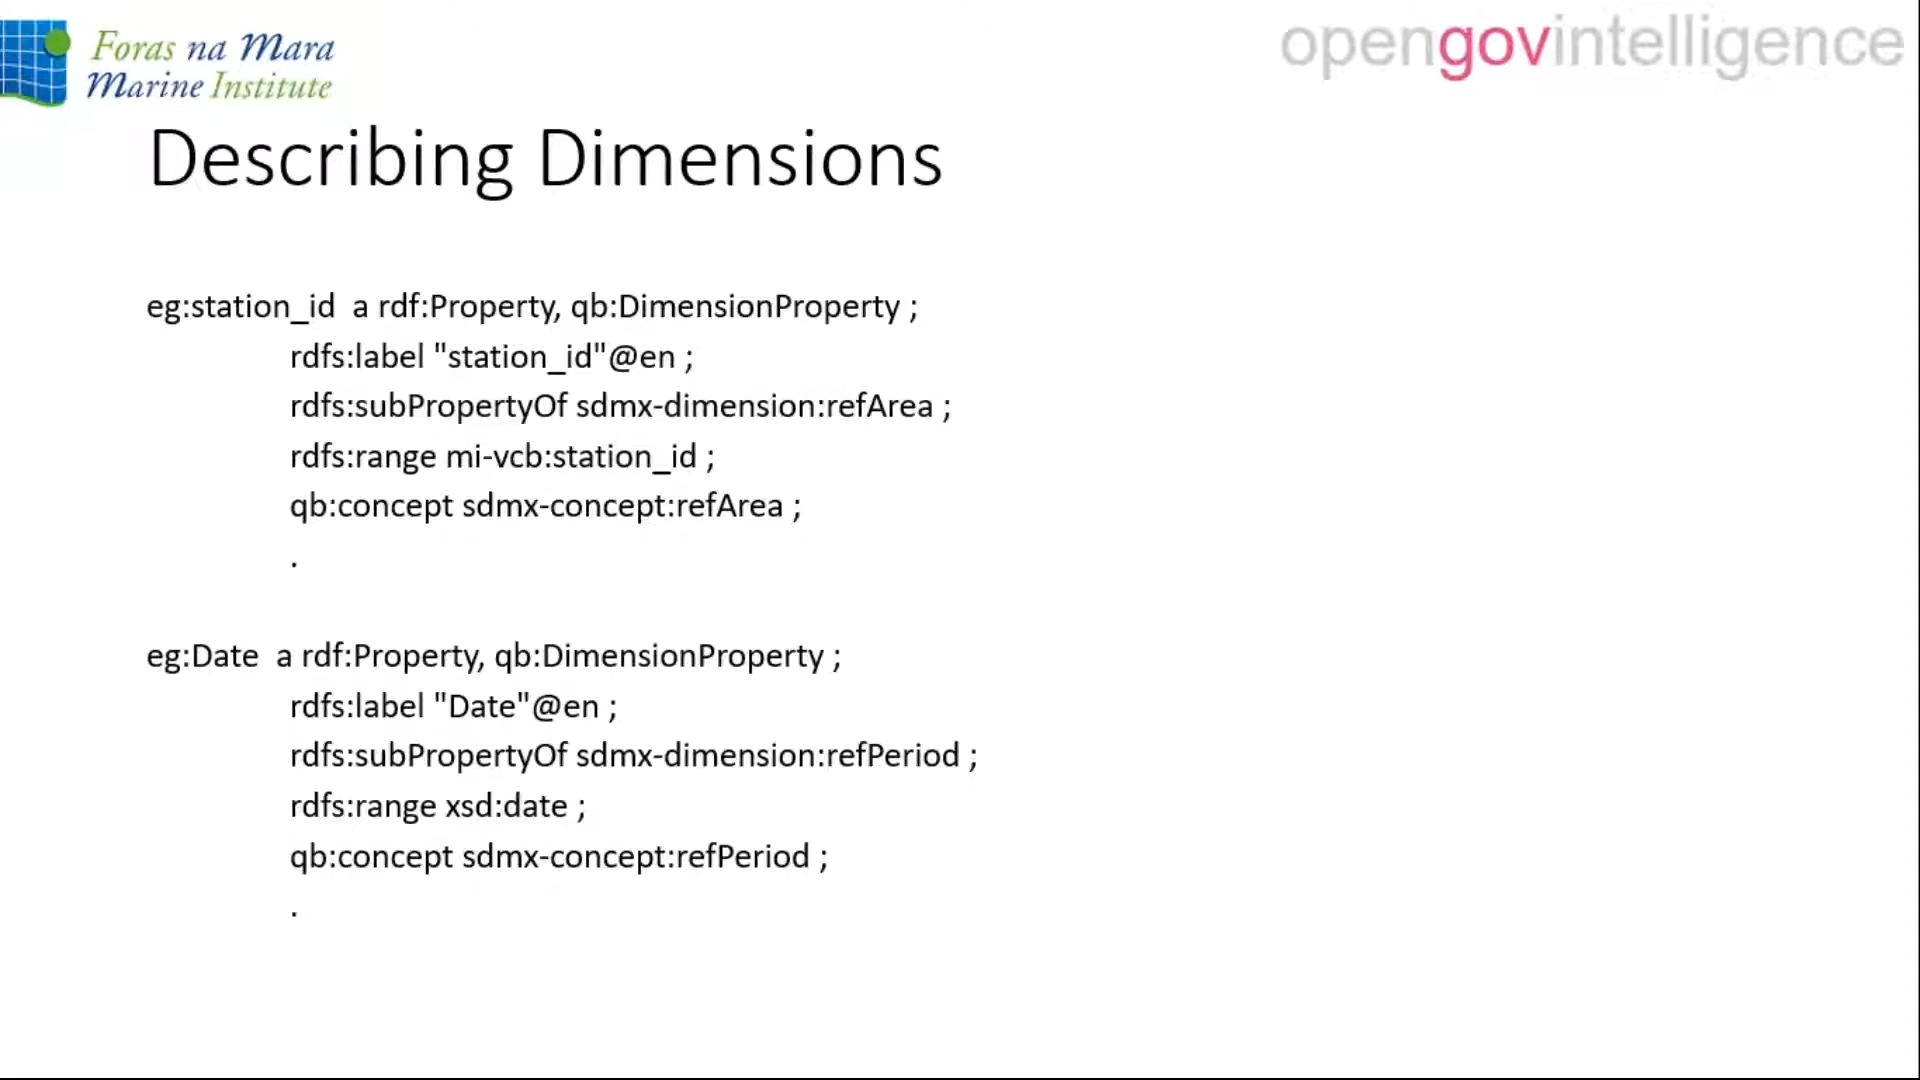 Foras na Mara
Marine Institute
opengovintelligence
Describing Dimensions
eg:station_id  a rdf:Property, qb:DimensionProperty ;
rdfs:label "station_id"@en ;
rdfs:subPropertyOf sdmx-dimension:refArea ;
rdfs:range mi-vcb:station_id ;
qb:concept sdmx-concept:refArea ;
.
eg:Date  a rdf:Property, qb:DimensionProperty ;
rdfs:label "Date"@en ;
rdfs:subPropertyOf sdmx-dimension:refPeriod ;
rdfs:range xsd:date ;
qb:concept sdmx-concept:refPeriod ;
.